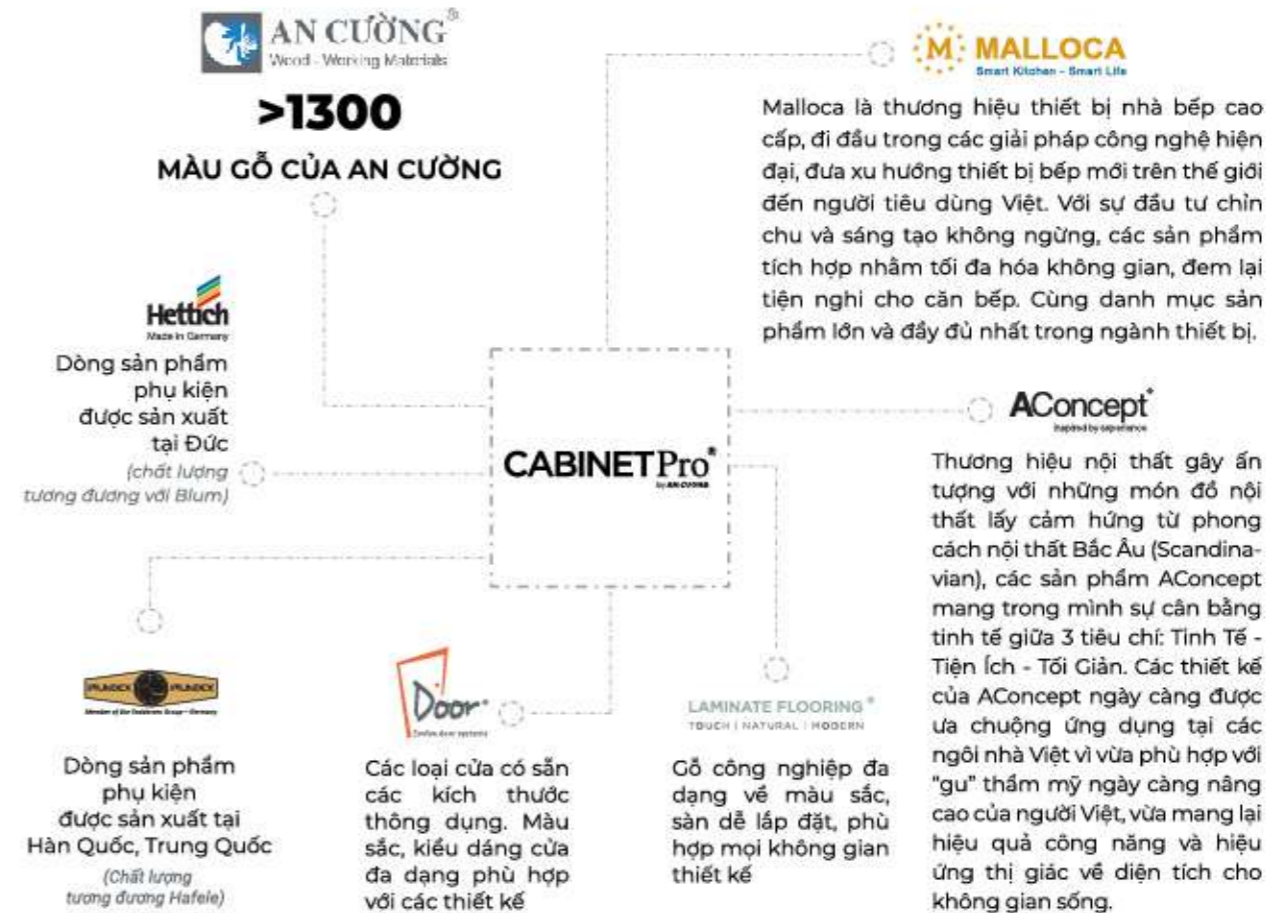 AN CƯỜNG®
Wood - Working Materials
>1300
MÀU GỖ CỦA AN CƯỜNG
M MALLOCA
Smart Kitchen - Smart Life
Malloca là thương hiệu thiết bị nhà bếp cao
cấp, đi đầu trong các giải pháp công nghệ hiện
đại, đưa xu hướng thiết bị bếp mới trên thế giới
đến người tiêu dùng Việt. Với sự đầu tư chỉn
chu và sáng tạo không ngừng, các sản phẩm
tích hợp nhằm tối đa hóa không gian, đem lại
tiện nghi cho căn bếp. Cùng danh mục sản
phẩm lớn và đầy đủ nhất trong ngành thiết bị.
Hettich
Made in Germany
Dòng sản phẩm
phụ kiện
được sản xuất
tại Đức
(chất lượng
tương đương với Blum)
CABINETPro®
by AN CƯỜNG
AConcept
inspired by experience
Thương hiệu nội thất gây ấn
tượng với những món đồ nội
thất lấy cảm hứng từ phong
cách nội thất Bắc Âu (Scandina-
vian), các sản phẩm AConcept
mang trong mình sự cân bằng
tinh tế giữa 3 tiêu chí: Tinh Tế -
Tiện Ích - Tối Giản. Các thiết kế
của AConcept ngày càng được
ưa chuộng ứng dụng tại các
ngôi nhà Việt vì vừa phù hợp với
"gu" thẩm mỹ ngày càng nâng
cao của người Việt, vừa mang lại
hiệu quả công năng và hiệu
ứng thị giác về diện tích cho
không gian sống.
Dòng sản phẩm
phụ kiện
được sản xuất tại
Hàn Quốc, Trung Quốc
(Chất lượng
tương đương Hafele)
Door
Các loại cửa có sẵn
các kích thước
thông dụng. Màu
sắc, kiểu dáng cửa
đa dạng phù hợp
với các thiết kế
LAMINATE FLOORING
TOUCH | NATURAL | MODERN
Gỗ công nghiệp đa
dạng về màu sắc,
sàn dễ lắp đặt, phù
hợp mọi không gian
thiết kế